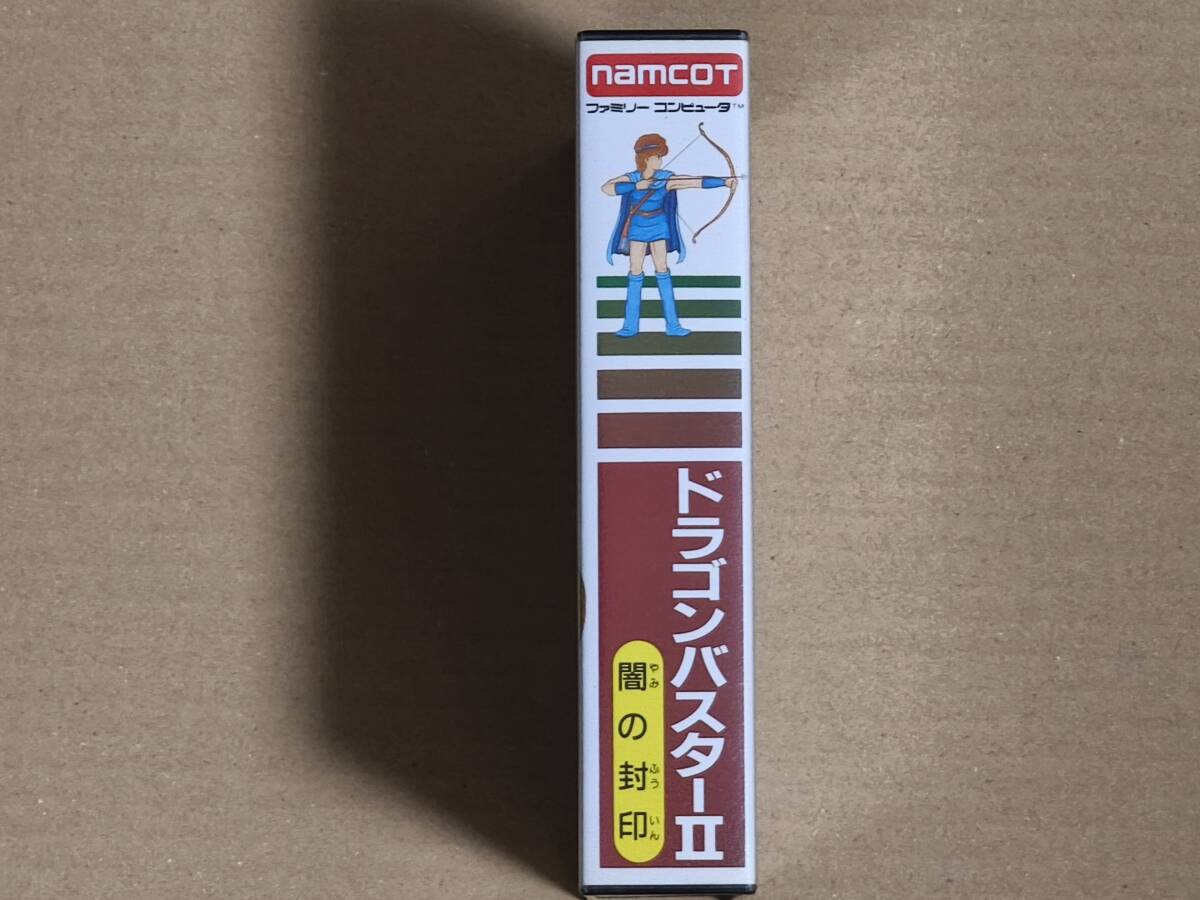 namcot
ファミリー コンピュータ™
ドラゴンバスターII
闇の封印
やみ
ふう
いん